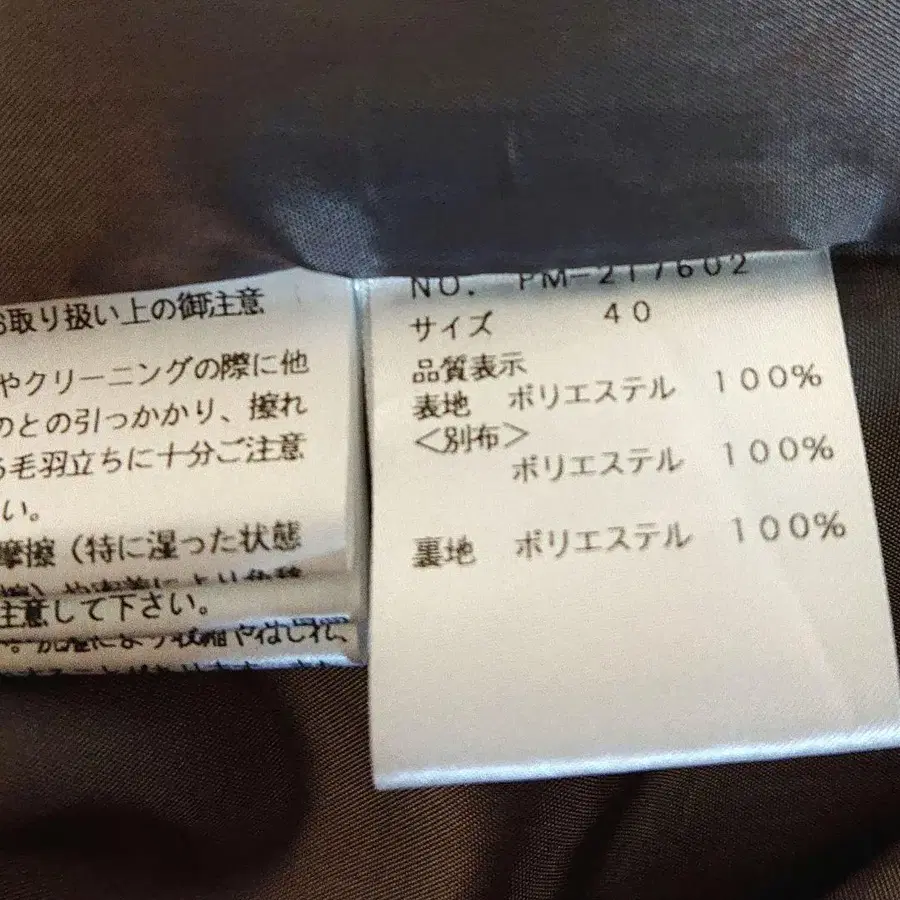 お取り扱い上の御注意
やクリーニングの際に他
のとの引っかかり、擦れ
る毛羽立ちに十分ご注意
い。
摩擦（特に湿った状態
注意して下さい。
NO. PM-217602
サイズ 40
品質表示
表地 ポリエステル 100%
<別布>
ポリエステル 100%
裏地 ポリエステル 100%